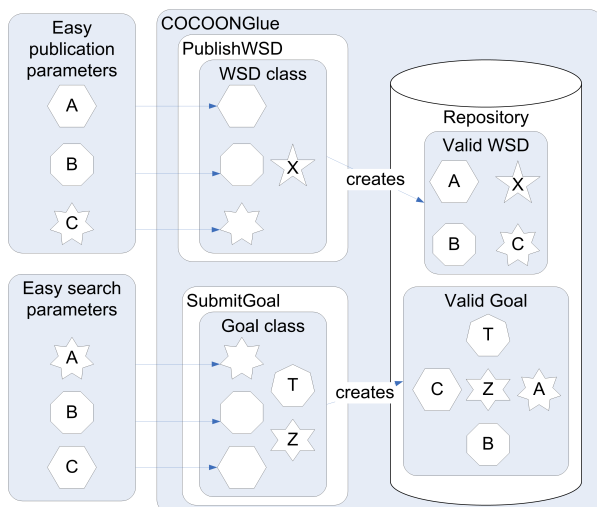 Easy
publication
parameters
A
B
C
COCOONGlue
PublishWSD
WSD class
X
creates
Repository
Valid WSD
A
X
B
C
Easy search
parameters
A
B
C
SubmitGoal
Goal class
T
Z
creates
Valid Goal
T
C
Z
A
B